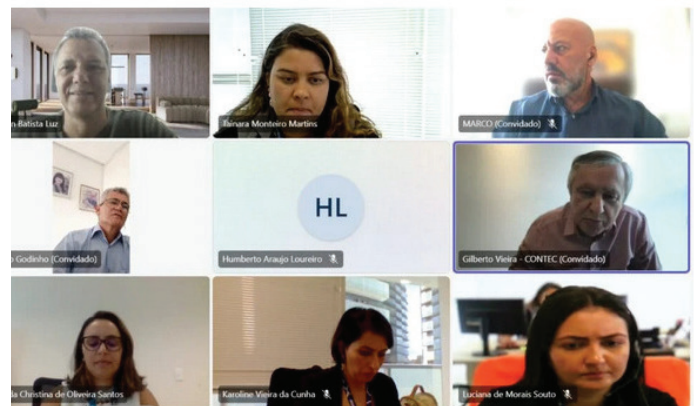 n Batista Luz
Tainara Monteiro Martins
MARCO (Convidado)
o Godinho (Convidado)
HL
Humberto Araujo Loureiro
Gilberto Vieira - CONTEC (Convidado)
la Christina de Oliveira Santos
Karoline Vieira da Cunha
Luciana de Morais Souto